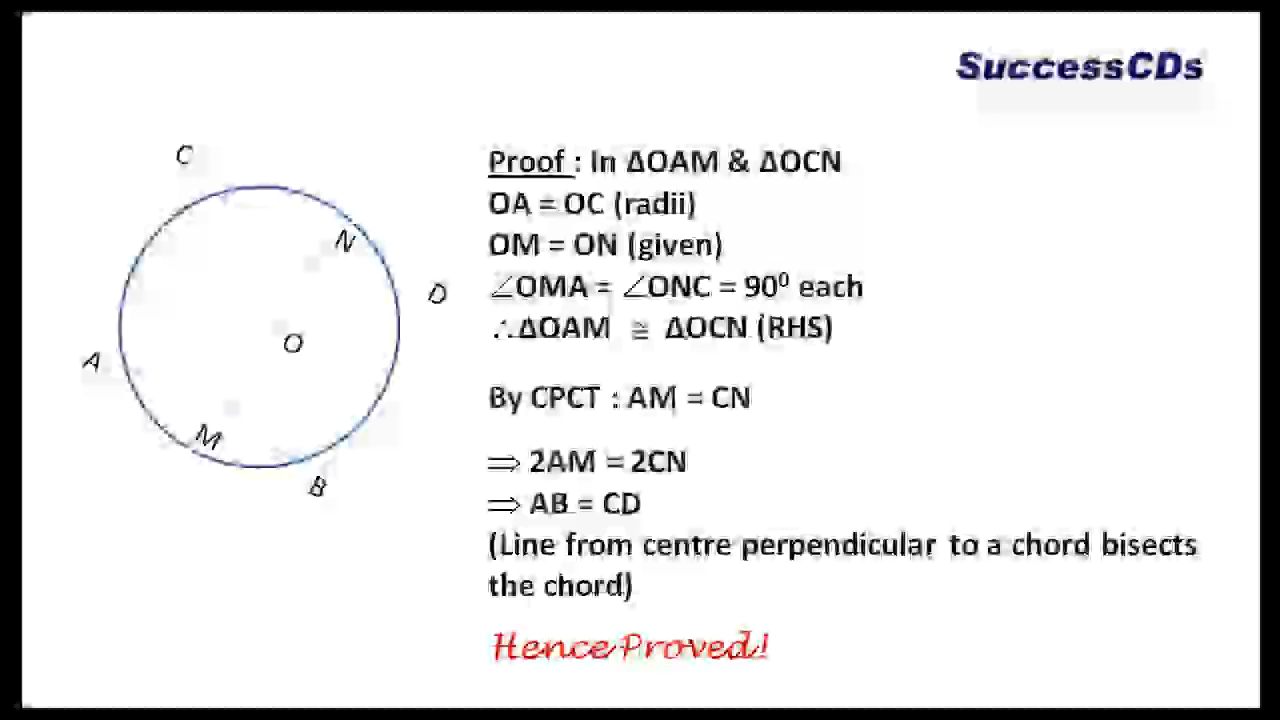 SuccessCDs
C
N
D
O
A
M
B
Proof : In ΔOAM & ΔOCN
OA = OC (radii)
OM = ON (given)
∠OMA = ∠ONC = 90⁰ each
∴ΔOAM ≅ ΔOCN (RHS)
By CPCT : AM = CN
⇒ 2AM = 2CN
⇒ AB = CD
(Line from centre perpendicular to a chord bisects
the chord)
Hence Proved!